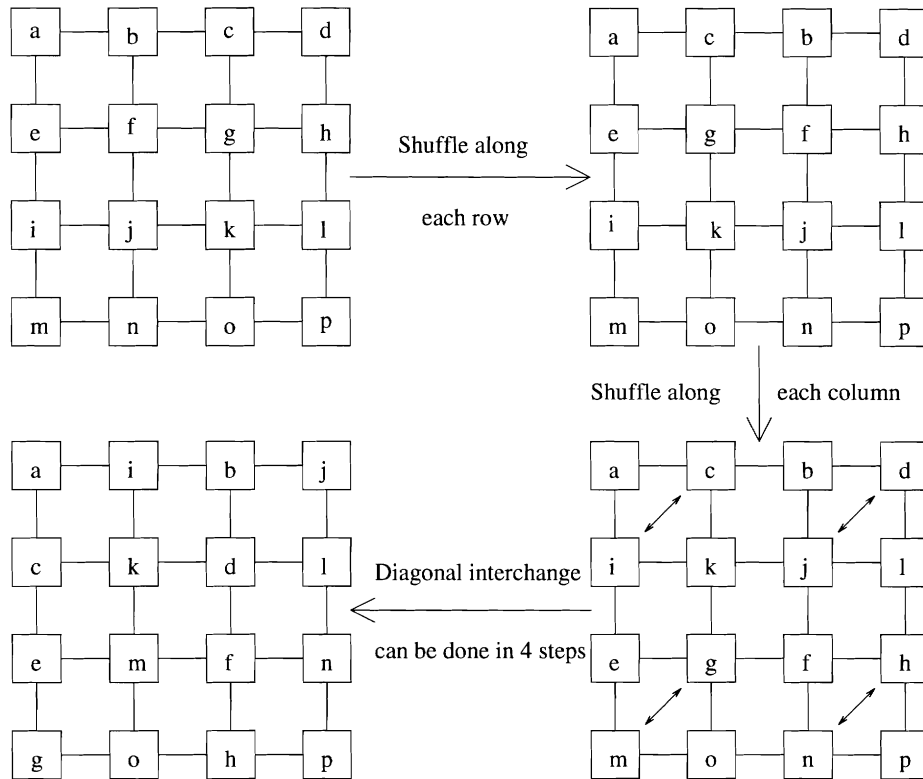 a b c d
e f g h
i j k l
m n o p
Shuffle along
each row
a c b d
e g f h
i k j l
m o n p
Shuffle along each column
a c b d
i k j l
e g f h
m o n p
Diagonal interchange
can be done in 4 steps
a i b j
c k d l
e m f n
g o h p